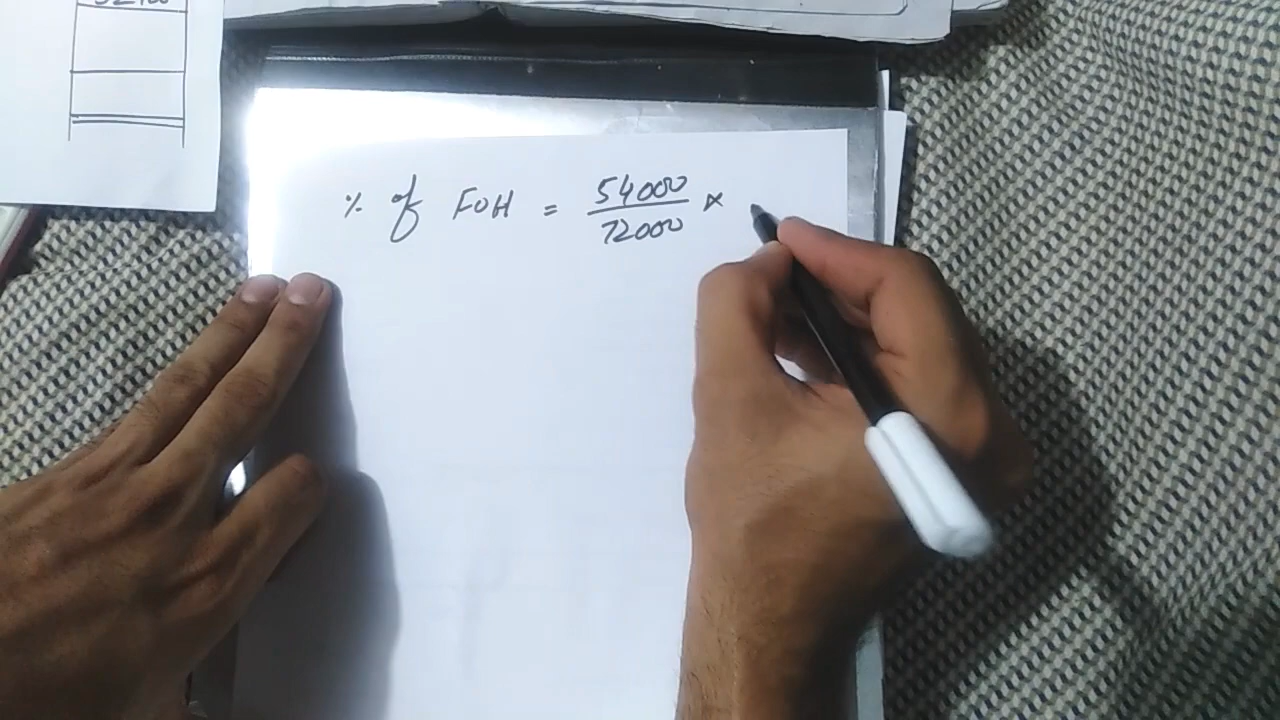 % of FOH = 54000/72000 ×